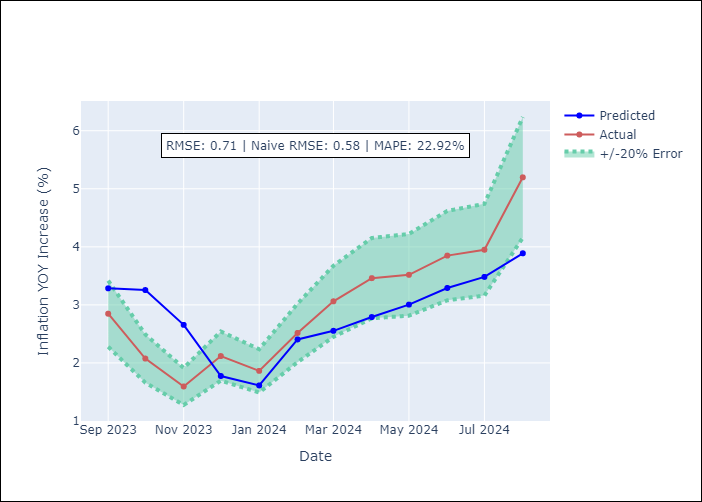 Predicted
Actual
+/-20% Error
RMSE: 0.71 | Naive RMSE: 0.58 | MAPE: 22.92%
Inflation YOY Increase (%)
6
5
4
3
2
1
Sep 2023 Nov 2023 Jan 2024 Mar 2024 May 2024 Jul 2024
Date